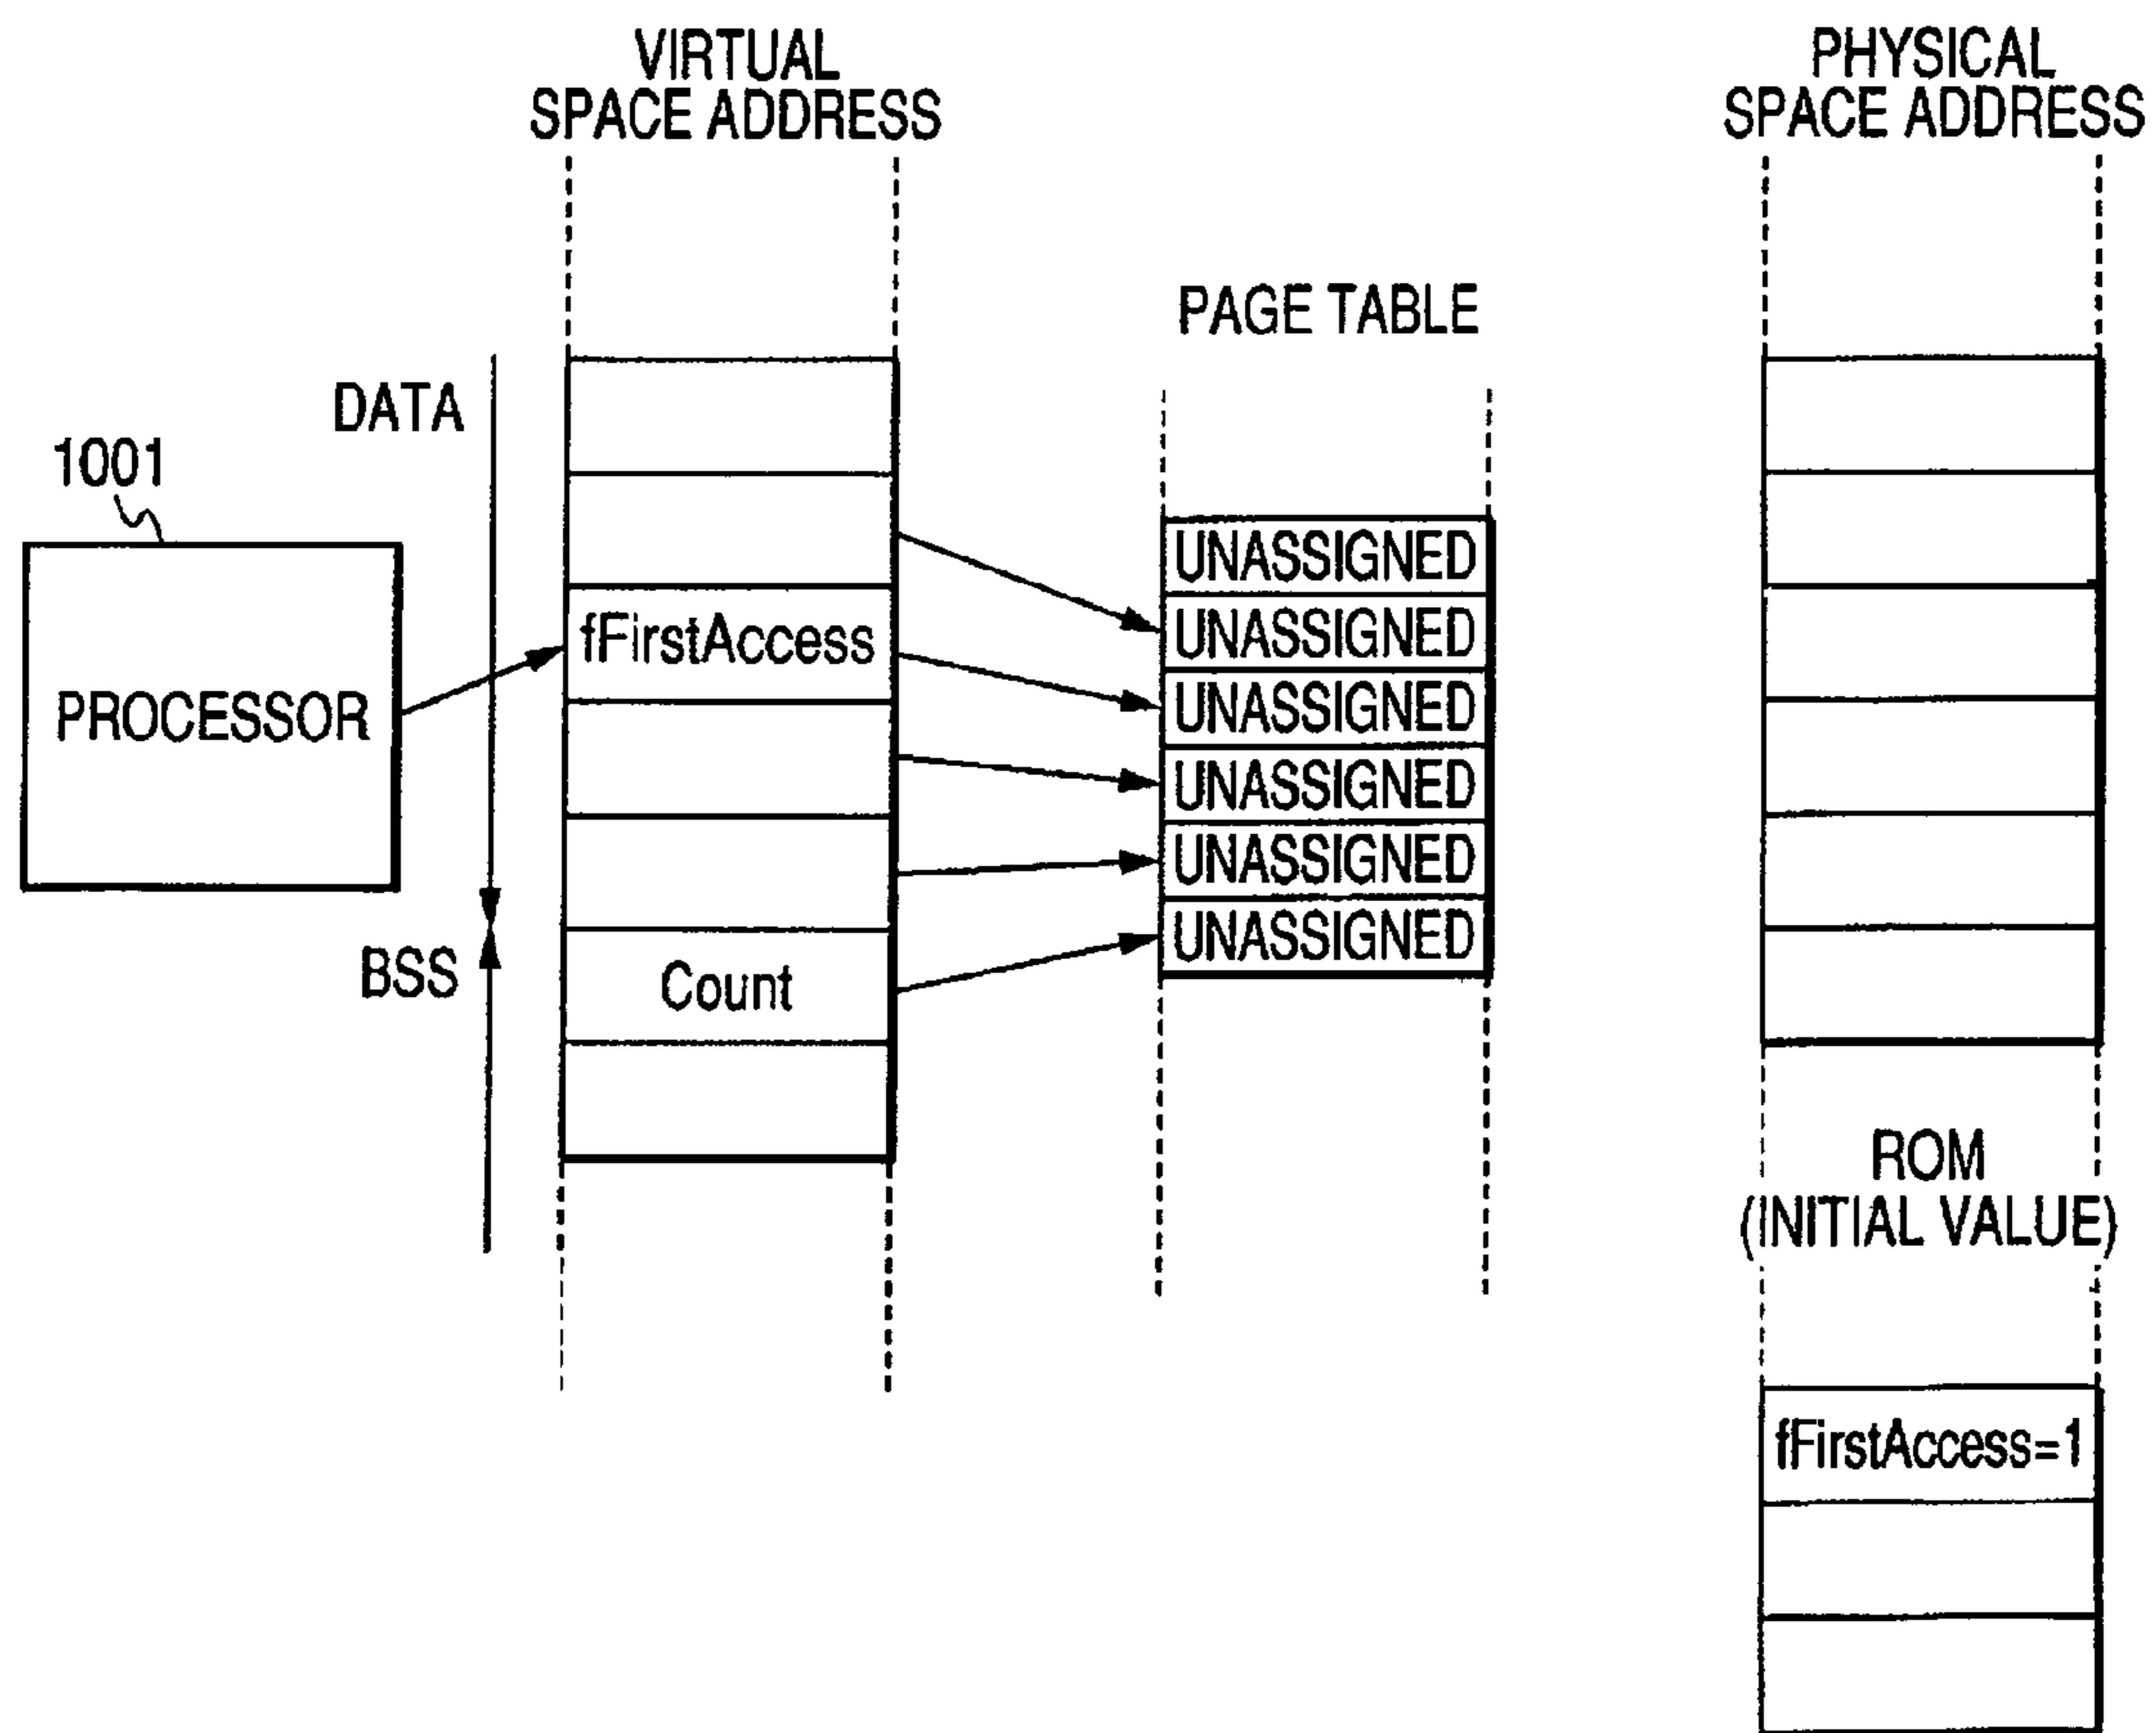 VIRTUAL
SPACE ADDRESS
PHYSICAL
SPACE ADDRESS
PAGE TABLE
DATA
1001
PROCESSOR
fFirstAccess
UNASSIGNED
UNASSIGNED
UNASSIGNED
UNASSIGNED
UNASSIGNED
UNASSIGNED
BSS
Count
ROM
(INITIAL VALUE)
fFirstAccess=1